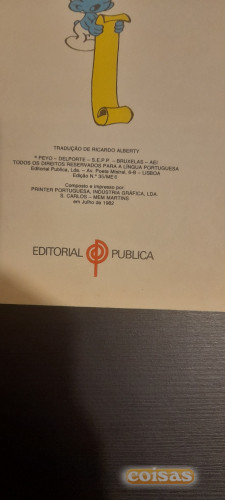 TRADUÇÃO DE RICARDO ALBERTY
PEYO – DELPORTE – S.E.P.P. – BRUXELAS –
TODOS OS DIREITOS RESERVADOS PARA A LÍNGUA PORTUGUESA
Editorial Publica, Lda. – Av. Poeta Mistral, 6-B – LISBOA
Edição N.º
Composto e impresso por:
PRINTER PORTUGUESA, INDÚSTRIA GRÁFICA, LDA.
S. CARLOS – MEM MARTINS
em Julho de 1982
EDITORIAL PUBLICA
coisas